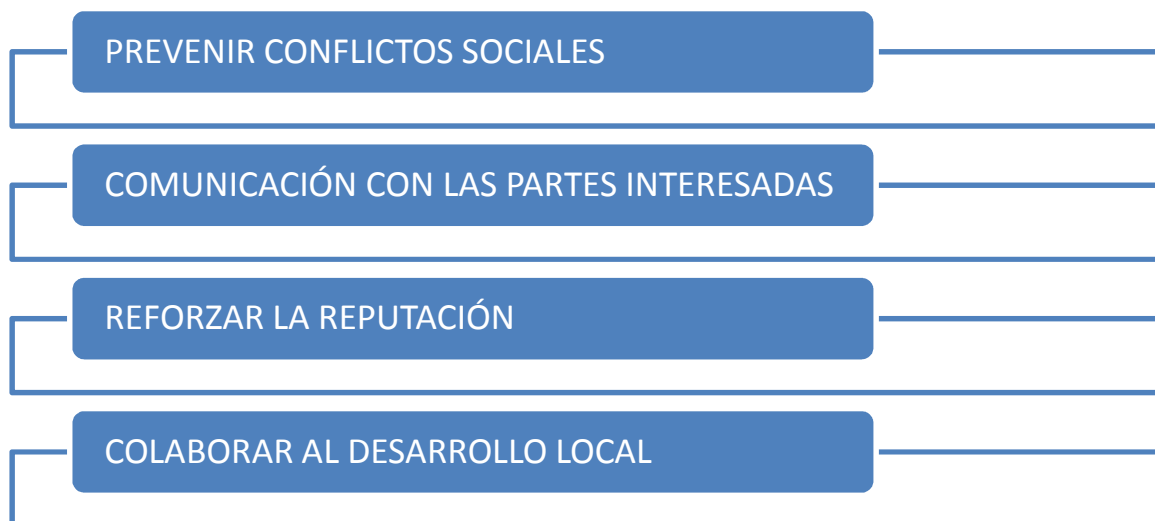 PREVENIR CONFLICTOS SOCIALES
COMUNICACIÓN CON LAS PARTES INTERESADAS
REFORZAR LA REPUTACIÓN
COLABORAR AL DESARROLLO LOCAL